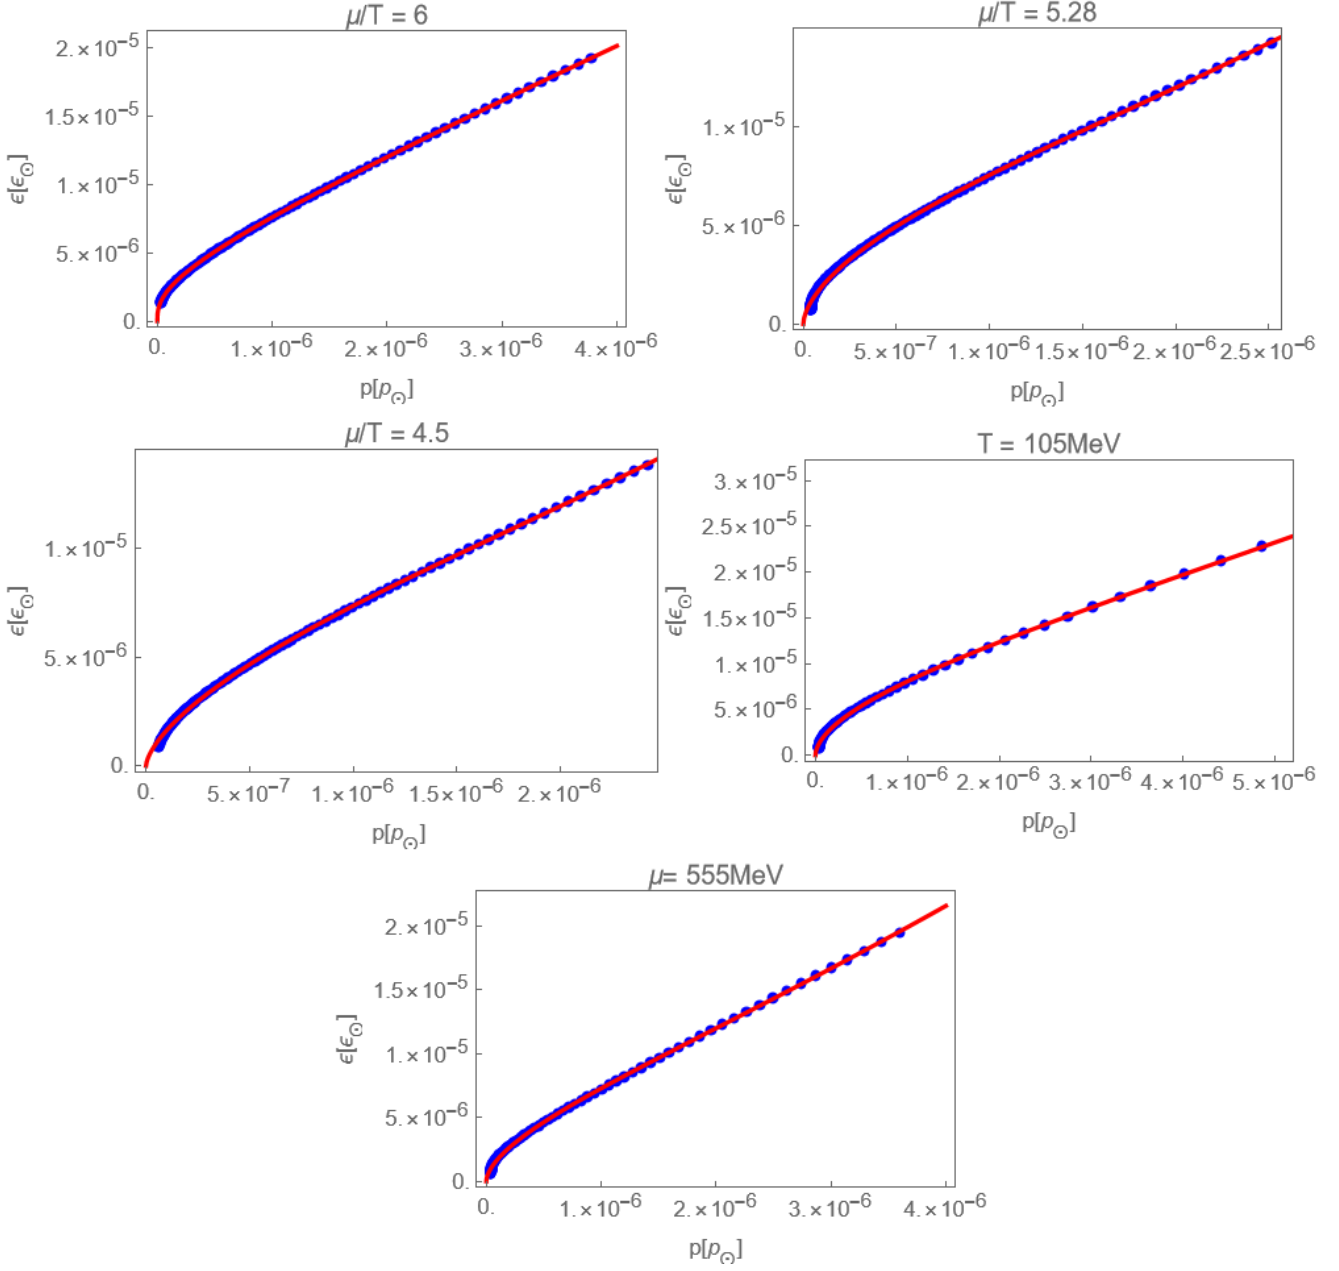 μ/T = 6
2.×10⁻⁵
1.5×10⁻⁵
1.×10⁻⁵
5.×10⁻⁶
0.
ϵ[ϵ⊙]
0. 1.×10⁻⁶ 2.×10⁻⁶ 3.×10⁻⁶ 4.×10⁻⁶
p[p⊙]
μ/T = 5.28
1.×10⁻⁵
5.×10⁻⁶
0.
ϵ[ϵ⊙]
0. 5.×10⁻⁷ 1.×10⁻⁶ 1.5×10⁻⁶ 2.×10⁻⁶ 2.5×10⁻⁶
p[p⊙]
μ/T = 4.5
1.×10⁻⁵
5.×10⁻⁶
0.
ϵ[ϵ⊙]
0. 5.×10⁻⁷ 1.×10⁻⁶ 1.5×10⁻⁶ 2.×10⁻⁶
p[p⊙]
T = 105MeV
3.×10⁻⁵
2.5×10⁻⁵
2.×10⁻⁵
1.5×10⁻⁵
1.×10⁻⁵
5.×10⁻⁶
0.
ϵ[ϵ⊙]
0. 1.×10⁻⁶ 2.×10⁻⁶ 3.×10⁻⁶ 4.×10⁻⁶ 5.×10⁻⁶
p[p⊙]
μ= 555MeV
2.×10⁻⁵
1.5×10⁻⁵
1.×10⁻⁵
5.×10⁻⁶
0.
ϵ[ϵ⊙]
0. 1.×10⁻⁶ 2.×10⁻⁶ 3.×10⁻⁶ 4.×10⁻⁶
p[p⊙]